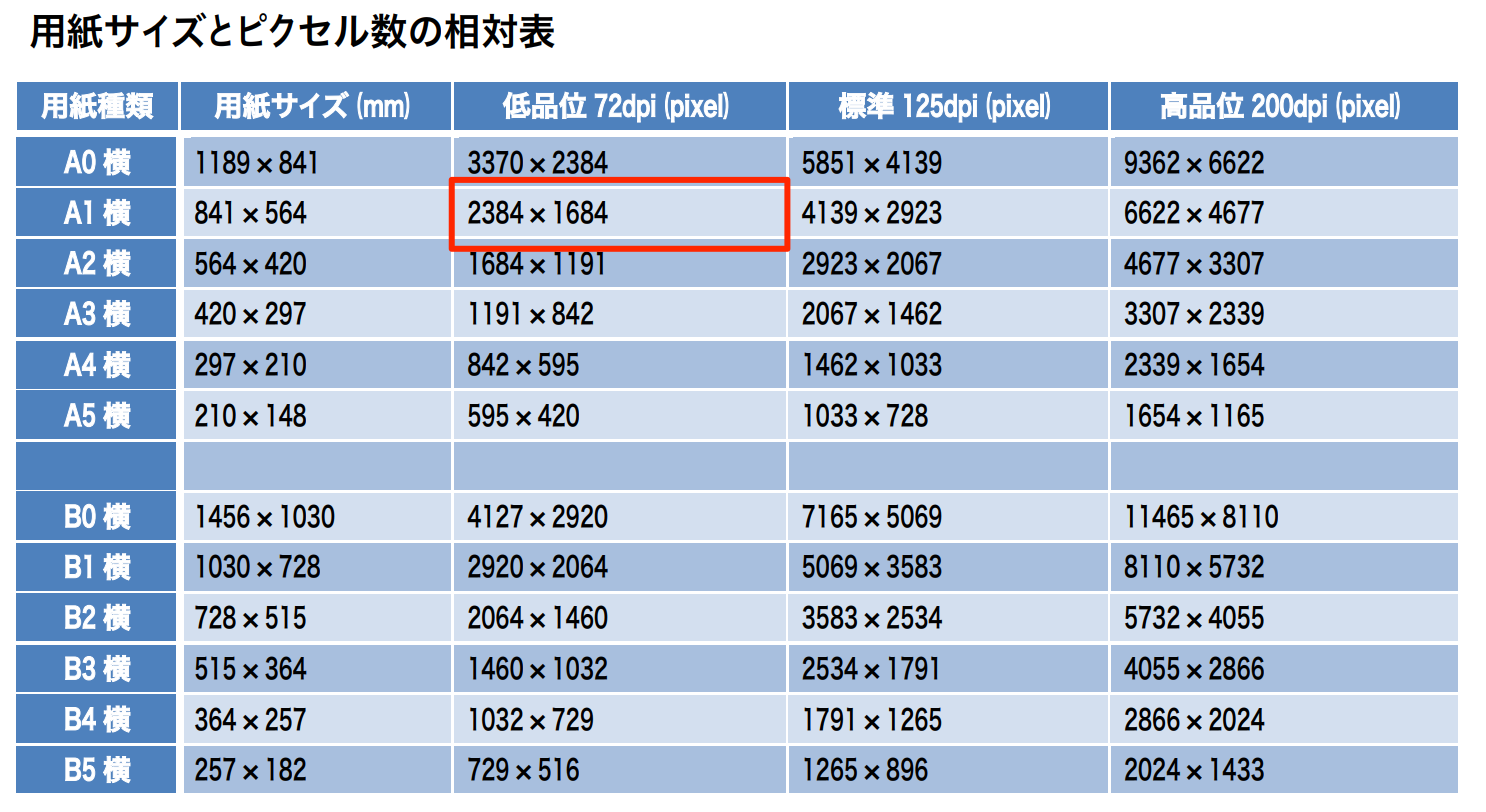 用紙サイズとピクセル数の相対表
用紙種類 用紙サイズ (mm) 低品位 72dpi (pixel) 標準 125dpi (pixel) 高品位 200dpi (pixel)
A0 横 1189 × 841 3370 × 2384 5851 × 4139 9362 × 6622
A1 横 841 × 564 2384 × 1684 4139 × 2923 6622 × 4677
A2 横 564 × 420 1684 × 1191 2923 × 2067 4677 × 3307
A3 横 420 × 297 1191 × 842 2067 × 1462 3307 × 2339
A4 横 297 × 210 842 × 595 1462 × 1033 2339 × 1654
A5 横 210 × 148 595 × 420 1033 × 728 1654 × 1165
B0 横 1456 × 1030 4127 × 2920 7165 × 5069 11465 × 8110
B1 横 1030 × 728 2920 × 2064 5069 × 3583 8110 × 5732
B2 横 728 × 515 2064 × 1460 3583 × 2534 5732 × 4055
B3 横 515 × 364 1460 × 1032 2534 × 1791 4055 × 2866
B4 横 364 × 257 1032 × 729 1791 × 1265 2866 × 2024
B5 横 257 × 182 729 × 516 1265 × 896 2024 × 1433